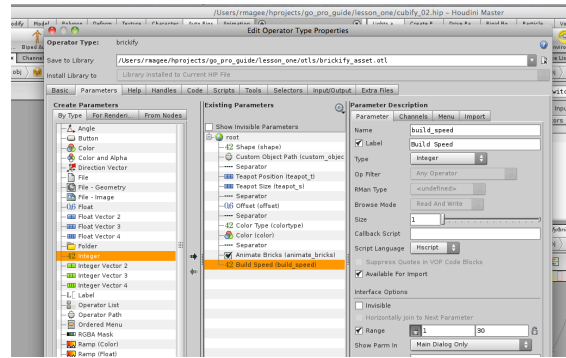 /Users/rmagee/hprojects/go_pro_guide/lesson_one/cubify_02.hip - Houdini Master
Edit Operator Type Properties
Operator Type: brickify
Save to Library /Users/rmagee/hprojects/go_pro_guide/lesson_one/otls/brickify_asset.otl
Install Library to Library installed to Current HIP File
Basic Parameters Help Handles Code Scripts Tools Selectors Input/Output Extra Files
Create Parameters
By Type For Renderi... From Nodes
Angle
Button
Color
Color and Alpha
Direction Vector
File
File - Geometry
File - Image
Float
Float Vector 2
Float Vector 3
Float Vector 4
Folder
Integer
Integer Vector 2
Integer Vector 3
Integer Vector 4
Label
Operator List
Operator Path
Ordered Menu
RGBA Mask
Ramp (Color)
Ramp (Float)
Existing Parameters
Show Invisible Parameters
root
Shape (shape)
Custom Object Path (custom_objec
Separator
Teapot Position (teapot_t)
Teapot Size (teapot_s)
Separator
Offset (offset)
Separator
Color Type (colortype)
Color (color)
Separator
Animate Bricks (animate_bricks)
Build Speed (build_speed)
Parameter Description
Parameter Channels Menu Import
Name build_speed
Label Build Speed
Type Integer
Op Filter Any Operator
RMan Type <undefined>
Browse Mode Read And Write
Size 1
Callback Script
Script Language Hscript
Suppress Quotes in VOP Code Blocks
Available For Import
Interface Options
Invisible
Horizontally Join to Next Parameter
Range 1 30
Show Parm In Main Dialog Only